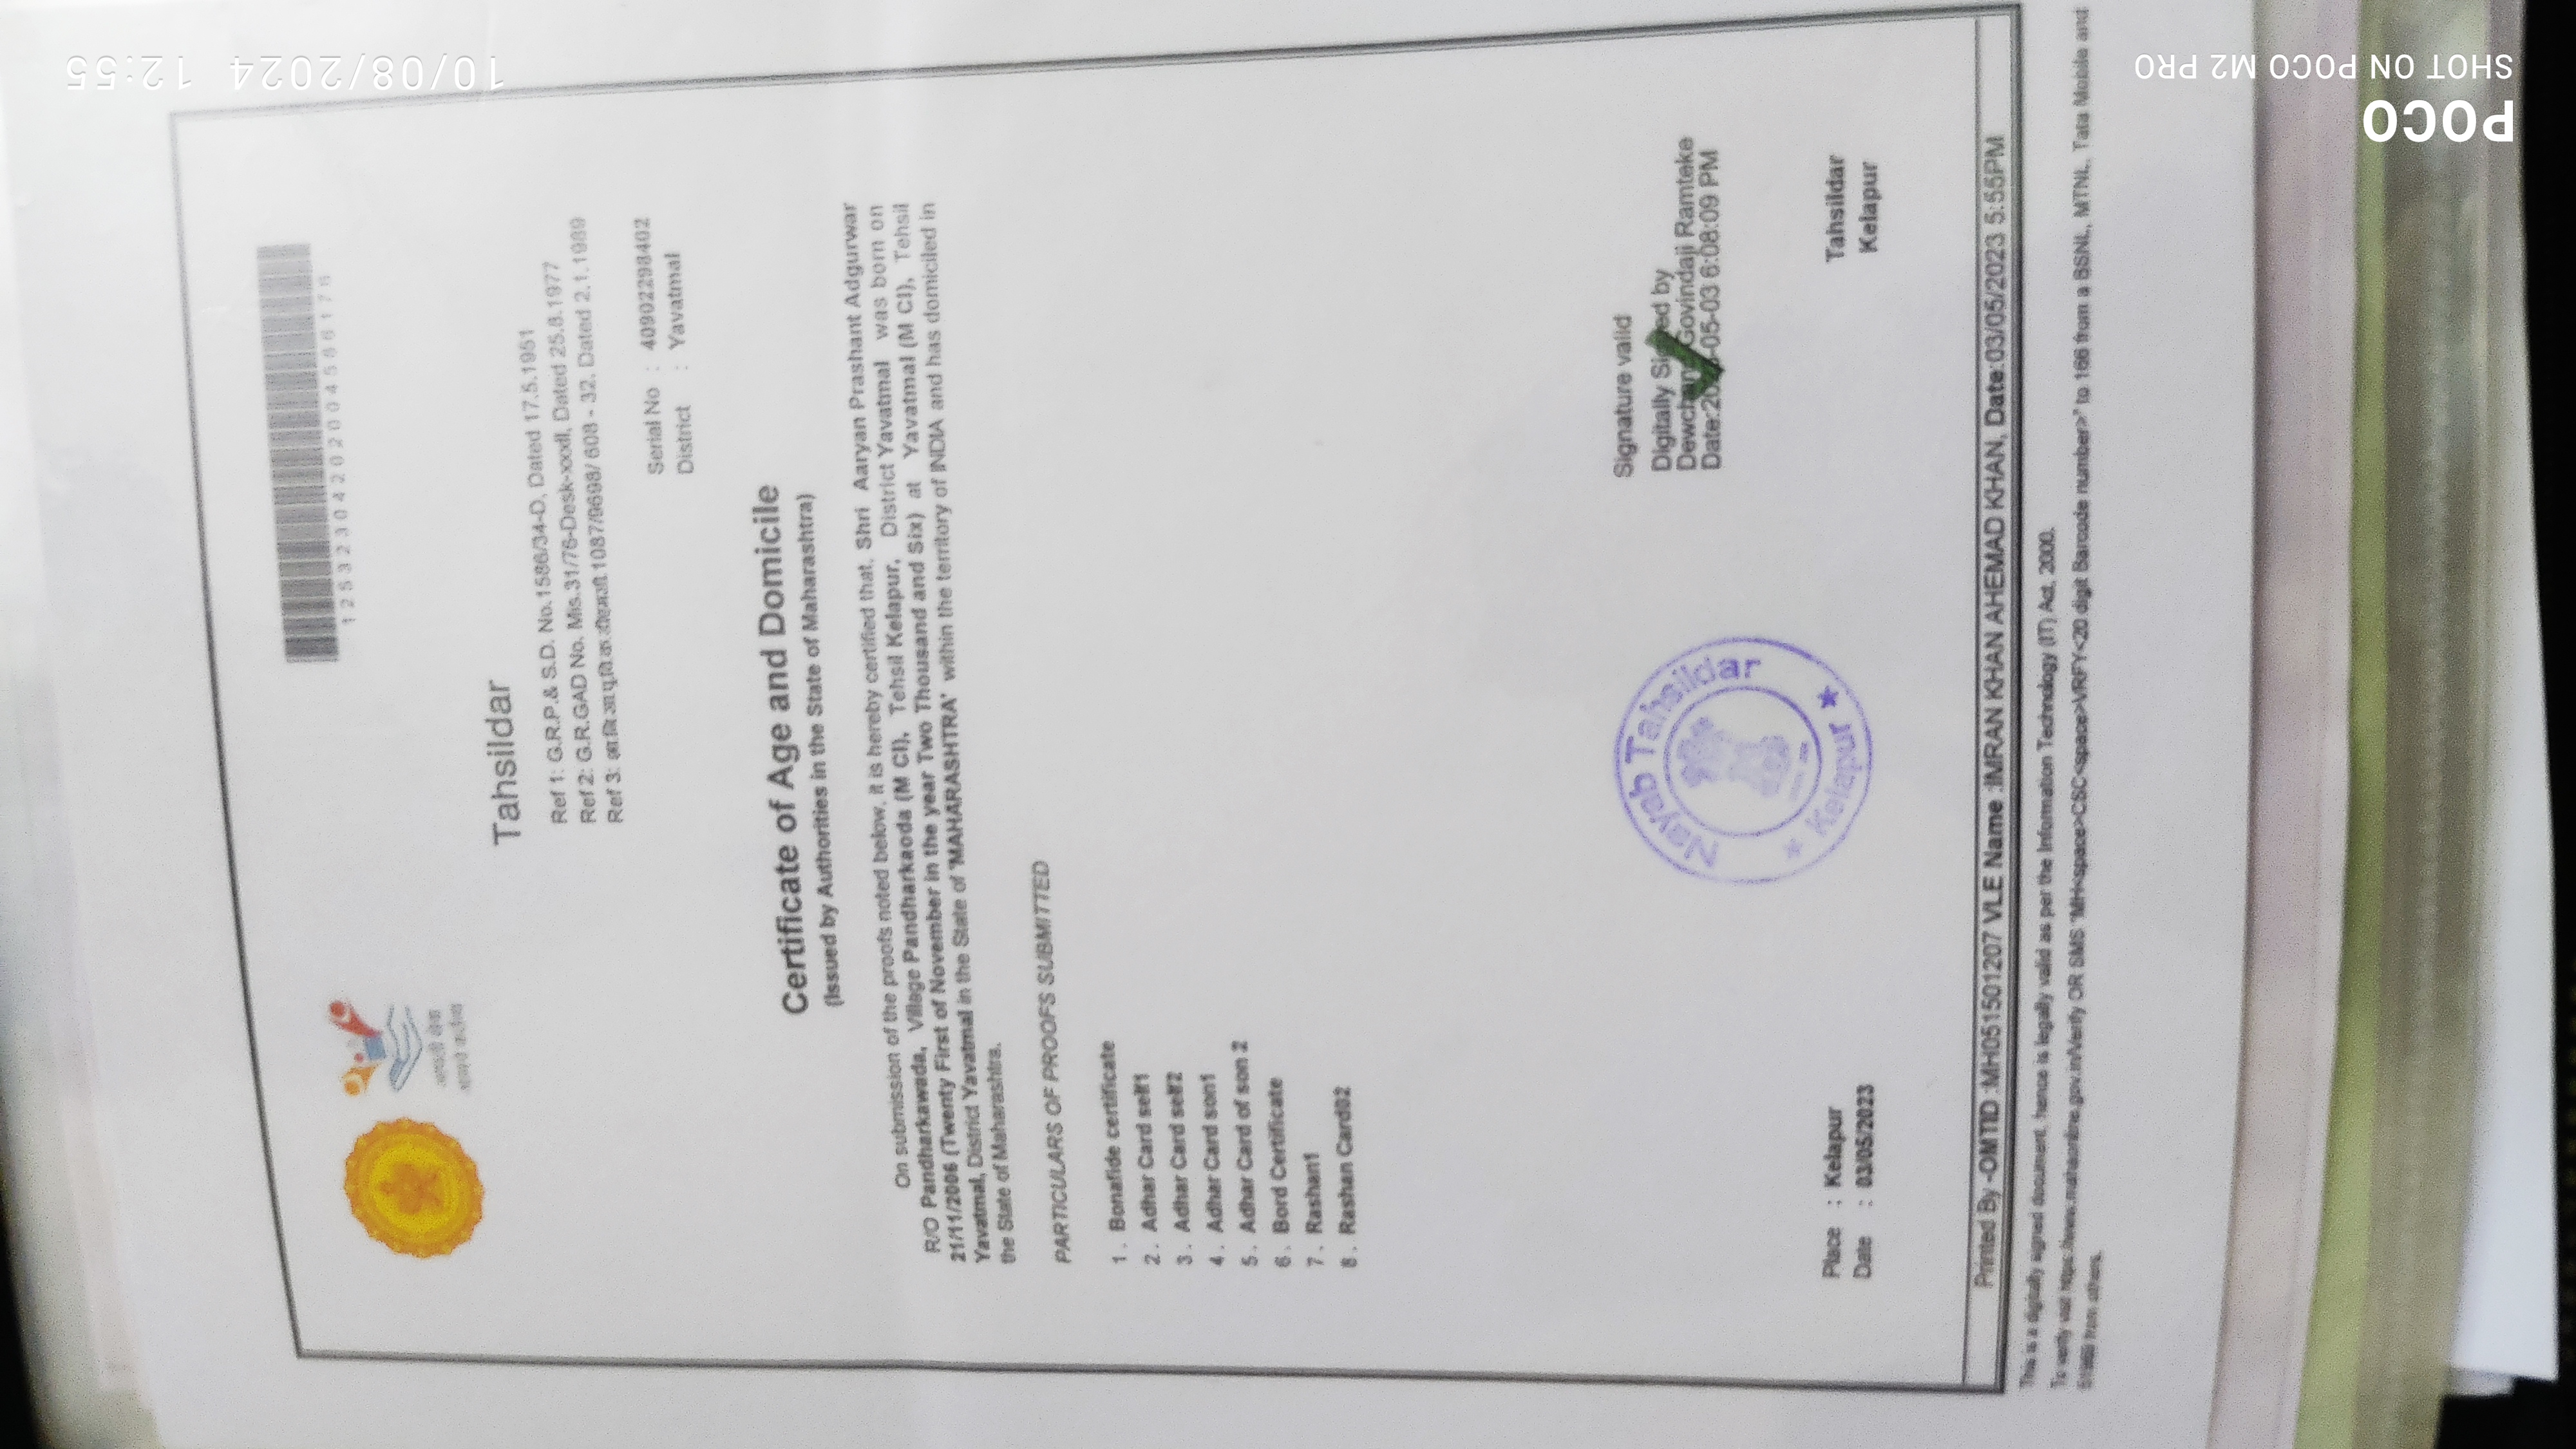 12532304202004566176
Tahsildar
Ref 1: G.R.P.& S.D. No.1586/34-D, Dated 17.5.1951
Ref 2: G.R.GAD No. Mis.31/76-Desk-xxxII, Dated 25.8.1977
Ref 3: 1087/9698/ 608 - 32. Dated 2.1.1989
Serial No : 40902298402
District : Yavatmal
Certificate of Age and Domicile
(Issued by Authorities in the State of Maharashtra)
On submission of the proofs noted below, it is hereby certified that, Shri Aaryan Prashant Adgurwar
R/O Pandharkawada, Village Pandharkaoda (M Cl), Tehsil Kelapur, District Yavatmal was born on
21/11/2006 (Twenty First of November in the year Two Thousand and Six) at Yavatmal (M Cl), Tehsil
Yavatmal, District Yavatmal in the State of 'MAHARASHTRA' within the territory of INDIA and has domiciled in
the State of Maharashtra.
PARTICULARS OF PROOFS SUBMITTED
1. Bonafide certificate
2. Adhar Card self1
3. Adhar Card self2
4. Adhar Card son1
5. Adhar Card of son 2
6. Bord Certificate
7. Rashan1
8. Rashan Card02
Signature valid
Digitally Signed by
Dewchand Govindaji Ramteke
Date:2023-05-03 6:08:09 PM
Nayab Tahsildar
★ Kelapur ★
Place : Kelapur
Date : 03/05/2023
Tahsildar
Kelapur
Printed By -OMTID :MH051501207 VLE Name :IMRAN KHAN AHEMAD KHAN, Date:03/05/2023 5:55PM
This is a digitally signed document, hence is legally valid as per the Information Technology (IT) Act, 2000.
To verify visit https://www.mahaonline.gov.in/Verify OR SMS "MH<space>CSC<space>VRFY<20 digit Barcode number>" to 166 from a BSNL, MTNL, Tata Mobile and
51969 from others.
POCO
SHOT ON POCO M2 PRO
10/08/2024 12:55